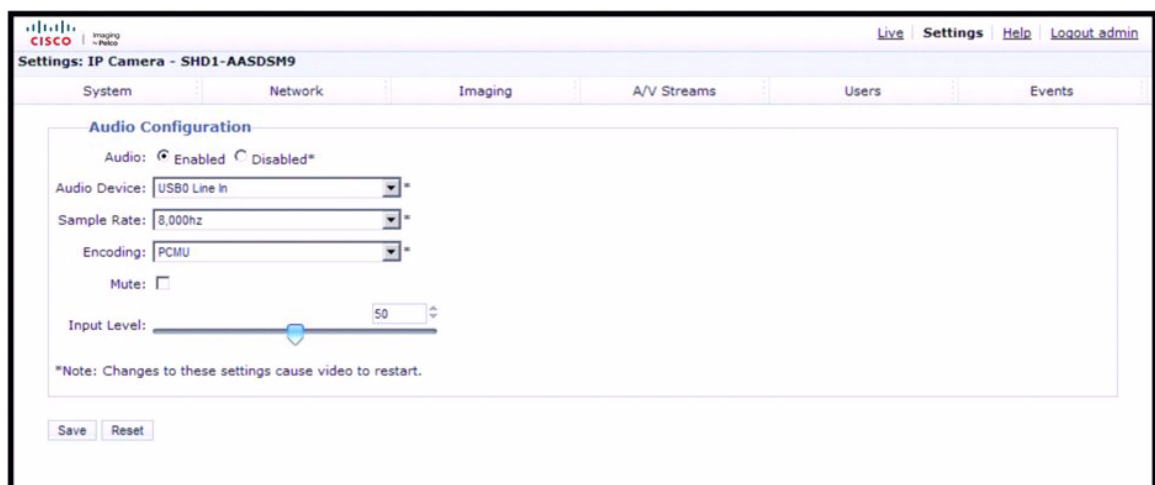 CISCO Imaging by Pelco
Live Settings Help Logout admin
Settings: IP Camera - SHD1-AASDSM9
System Network Imaging A/V Streams Users Events
Audio Configuration
Audio: Enabled Disabled*
Audio Device: USB0 Line In *
Sample Rate: 8,000hz *
Encoding: PCMU *
Mute:
50
Input Level:
*Note: Changes to these settings cause video to restart.
Save Reset